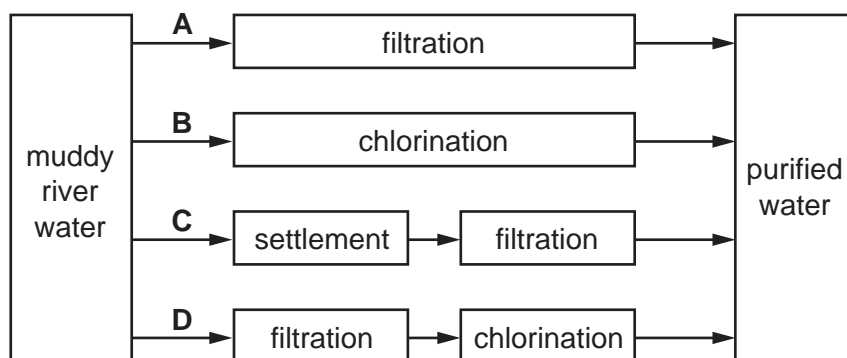 muddy
river
water
A
filtration
B
chlorination
C
settlement
filtration
D
filtration
chlorination
purified
water